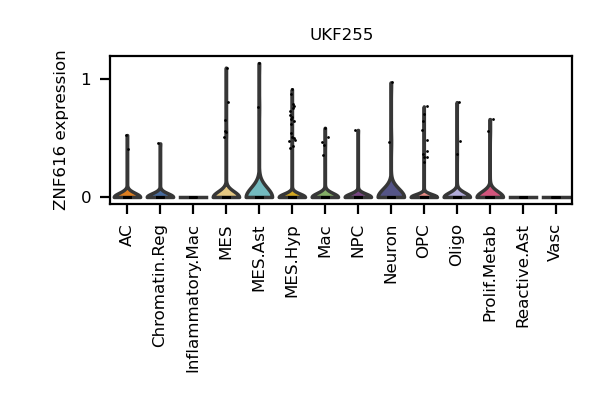 UKF255
ZNF616 expression
1
0
AC
Chromatin.Reg
Inflammatory.Mac
MES
MES.Ast
MES.Hyp
Mac
NPC
Neuron
OPC
Oligo
Prolif.Metab
Reactive.Ast
Vasc